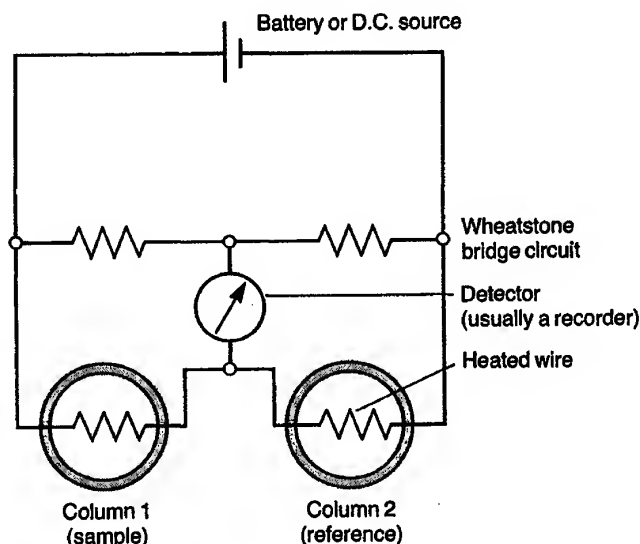 Battery or D.C. source
Wheatstone
bridge circuit
Detector
(usually a recorder)
Heated wire
Column 1
(sample)
Column 2
(reference)